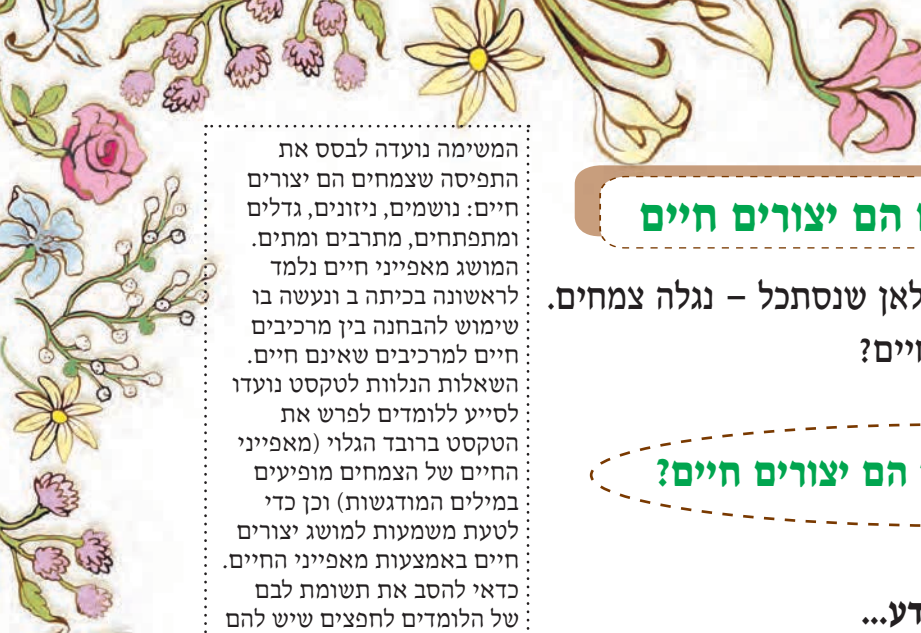 הם יצורים חיים
לאן שנסתכל – נגלה צמחים.
חיים?
הם יצורים חיים?
דע...
המשימה נועדה לבסס את
התפיסה שצמחים הם יצורים
חיים: נושמים, ניזונים, גדלים
ומתפתחים, מתרבים ומתים.
המושג מאפייני חיים נלמד
לראשונה בכיתה ב ונעשה בו
שימוש להבחנה בין מרכיבים
חיים למרכיבים שאינם חיים.
השאלות הנלוות לטקסט נועדו
לסייע ללומדים לפרש את
הטקסט ברובד הגלוי (מאפייני
החיים של הצמחים מופיעים
במילים המודגשות) וכן כדי
לטעת משמעות למושג יצורים
חיים באמצעות מאפייני החיים.
כדאי להסב את תשומת לבם
של הלומדים לחפצים שיש להם